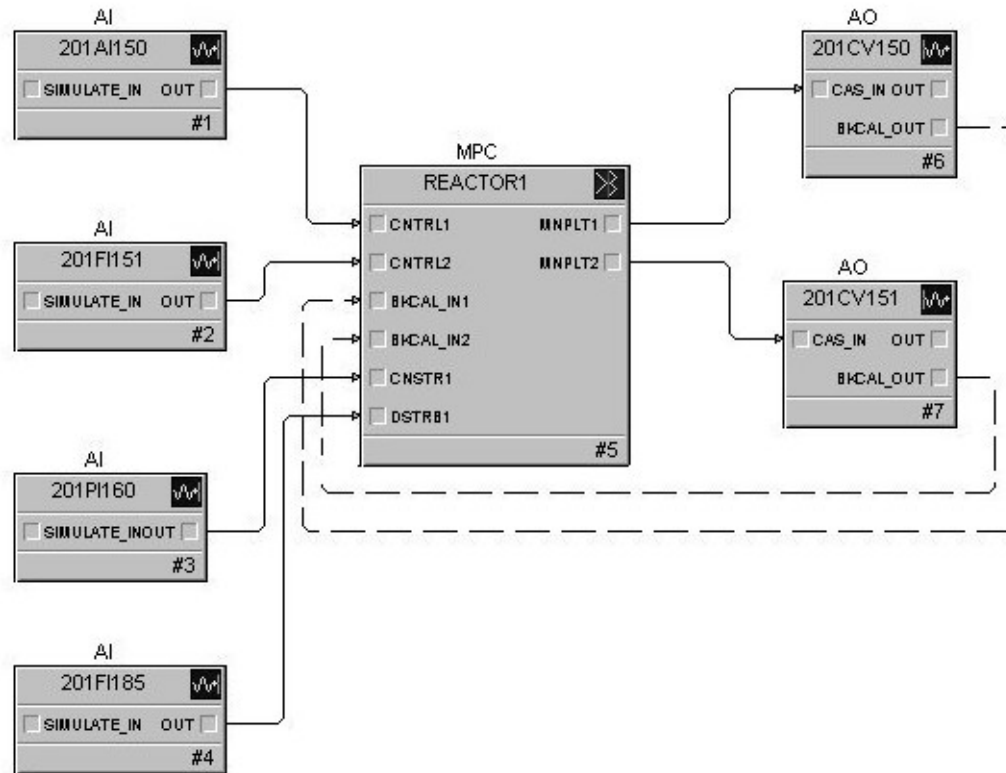 AI
201AI150
SIMULATE_IN OUT
#1
AI
201FI151
SIMULATE_IN OUT
#2
AI
201PI160
SIMULATE_INOUT
#3
AI
201FI185
SIMULATE_IN OUT
#4
MPC
REACTOR1
CNTRL1 MNPLT1
CNTRL2 MNPLT2
BKCAL_IN1
BKCAL_IN2
CNSTR1
DSTRB1
#5
AO
201CV150
CAS_IN OUT
BKCAL_OUT
#6
AO
201CV151
CAS_IN OUT
BKCAL_OUT
#7